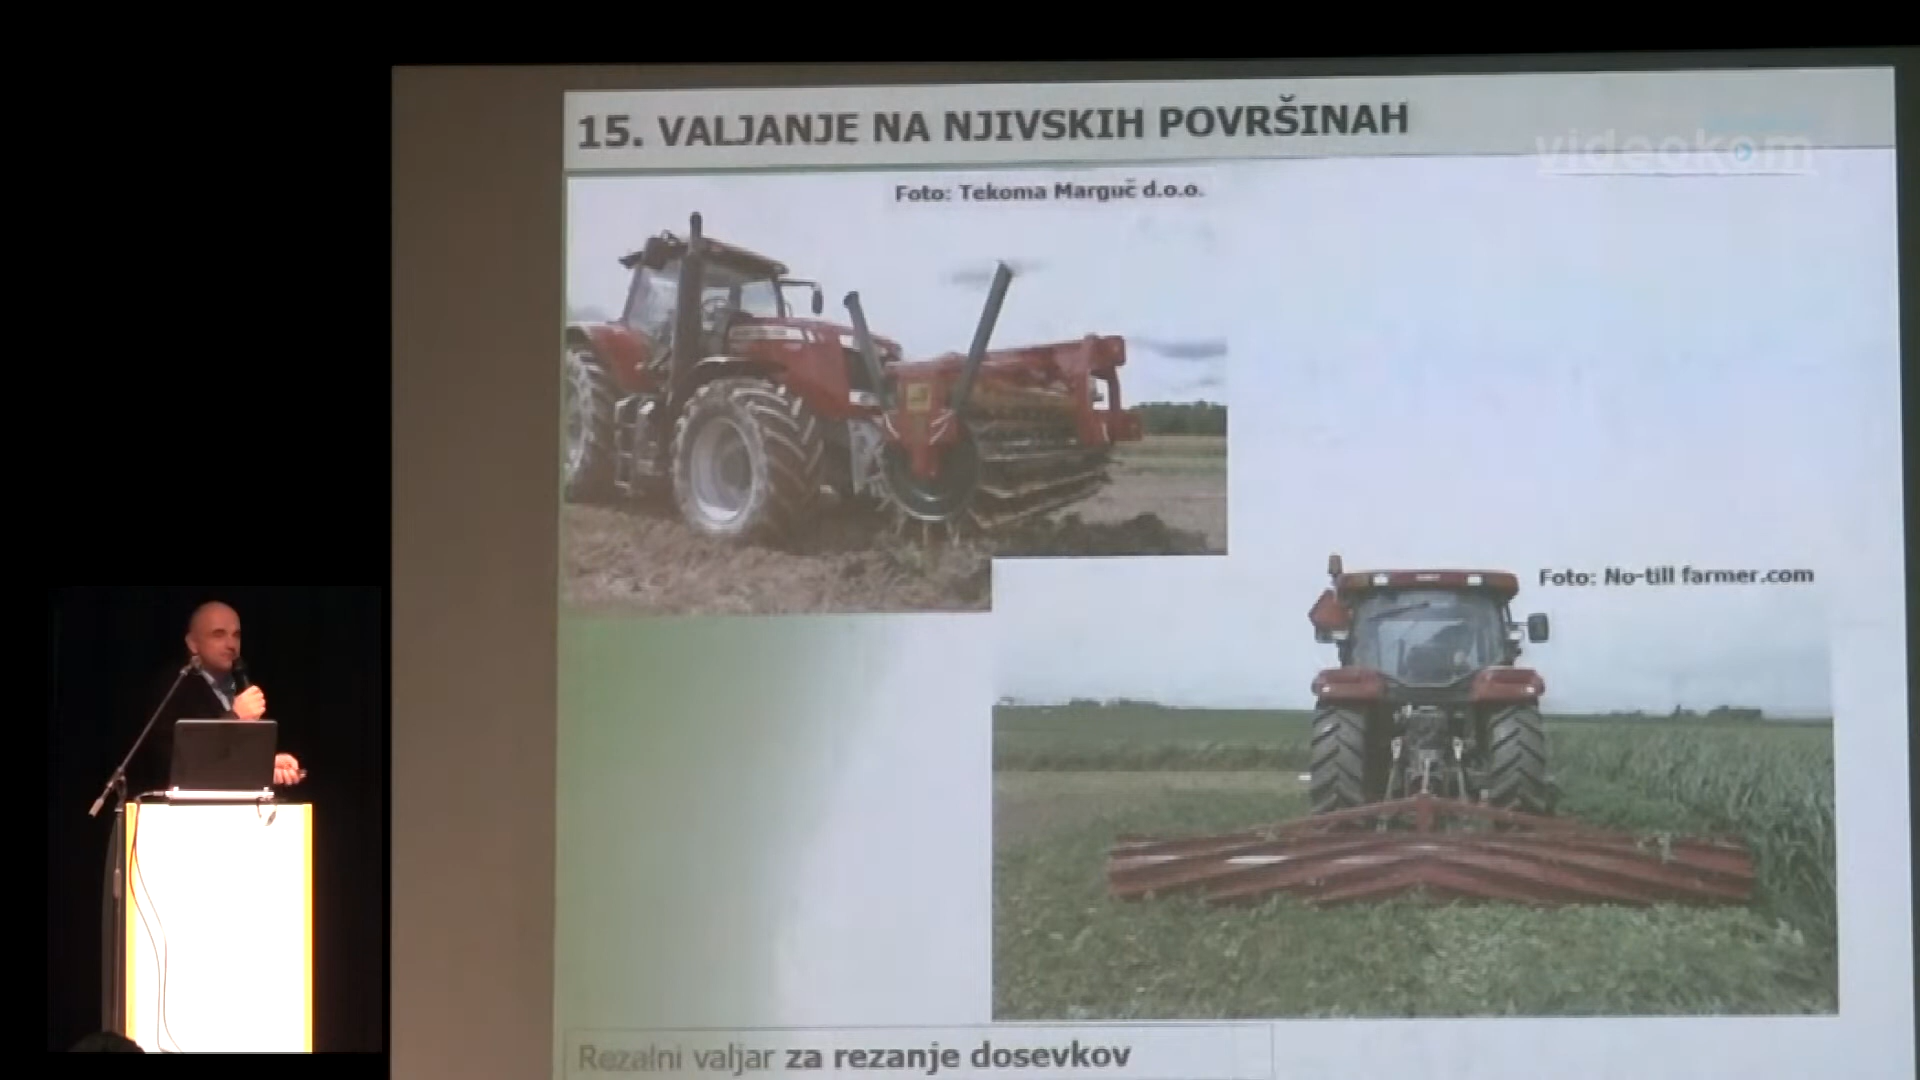 15. VALJANJE NA NJIVSKIH POVRŠINAH
videokom
Foto: Tekoma Marguč d.o.o.
Foto: No-till farmer.com
Rezalni valjar za rezanje dosevkov